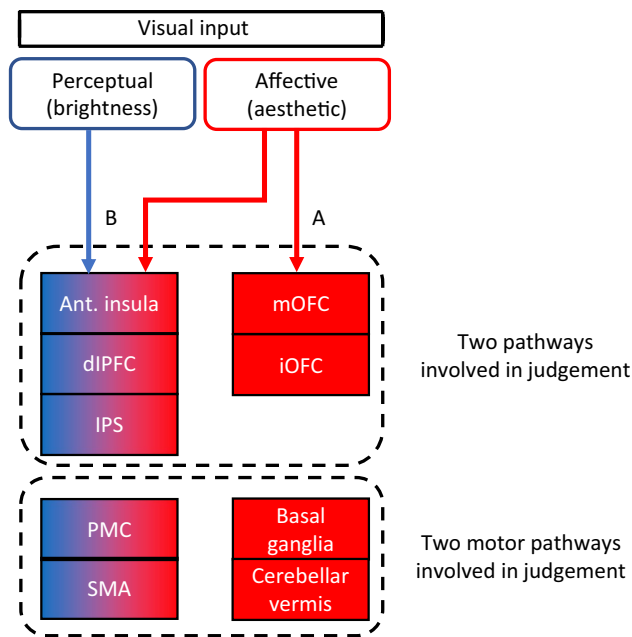 Visual input
Perceptual
(brightness)
Affective
(aesthetic)
B
A
Ant. insula
mOFC
dlPFC
iOFC
IPS
Two pathways
involved in judgement
PMC
Basal
ganglia
SMA
Cerebellar
vermis
Two motor pathways
involved in judgement